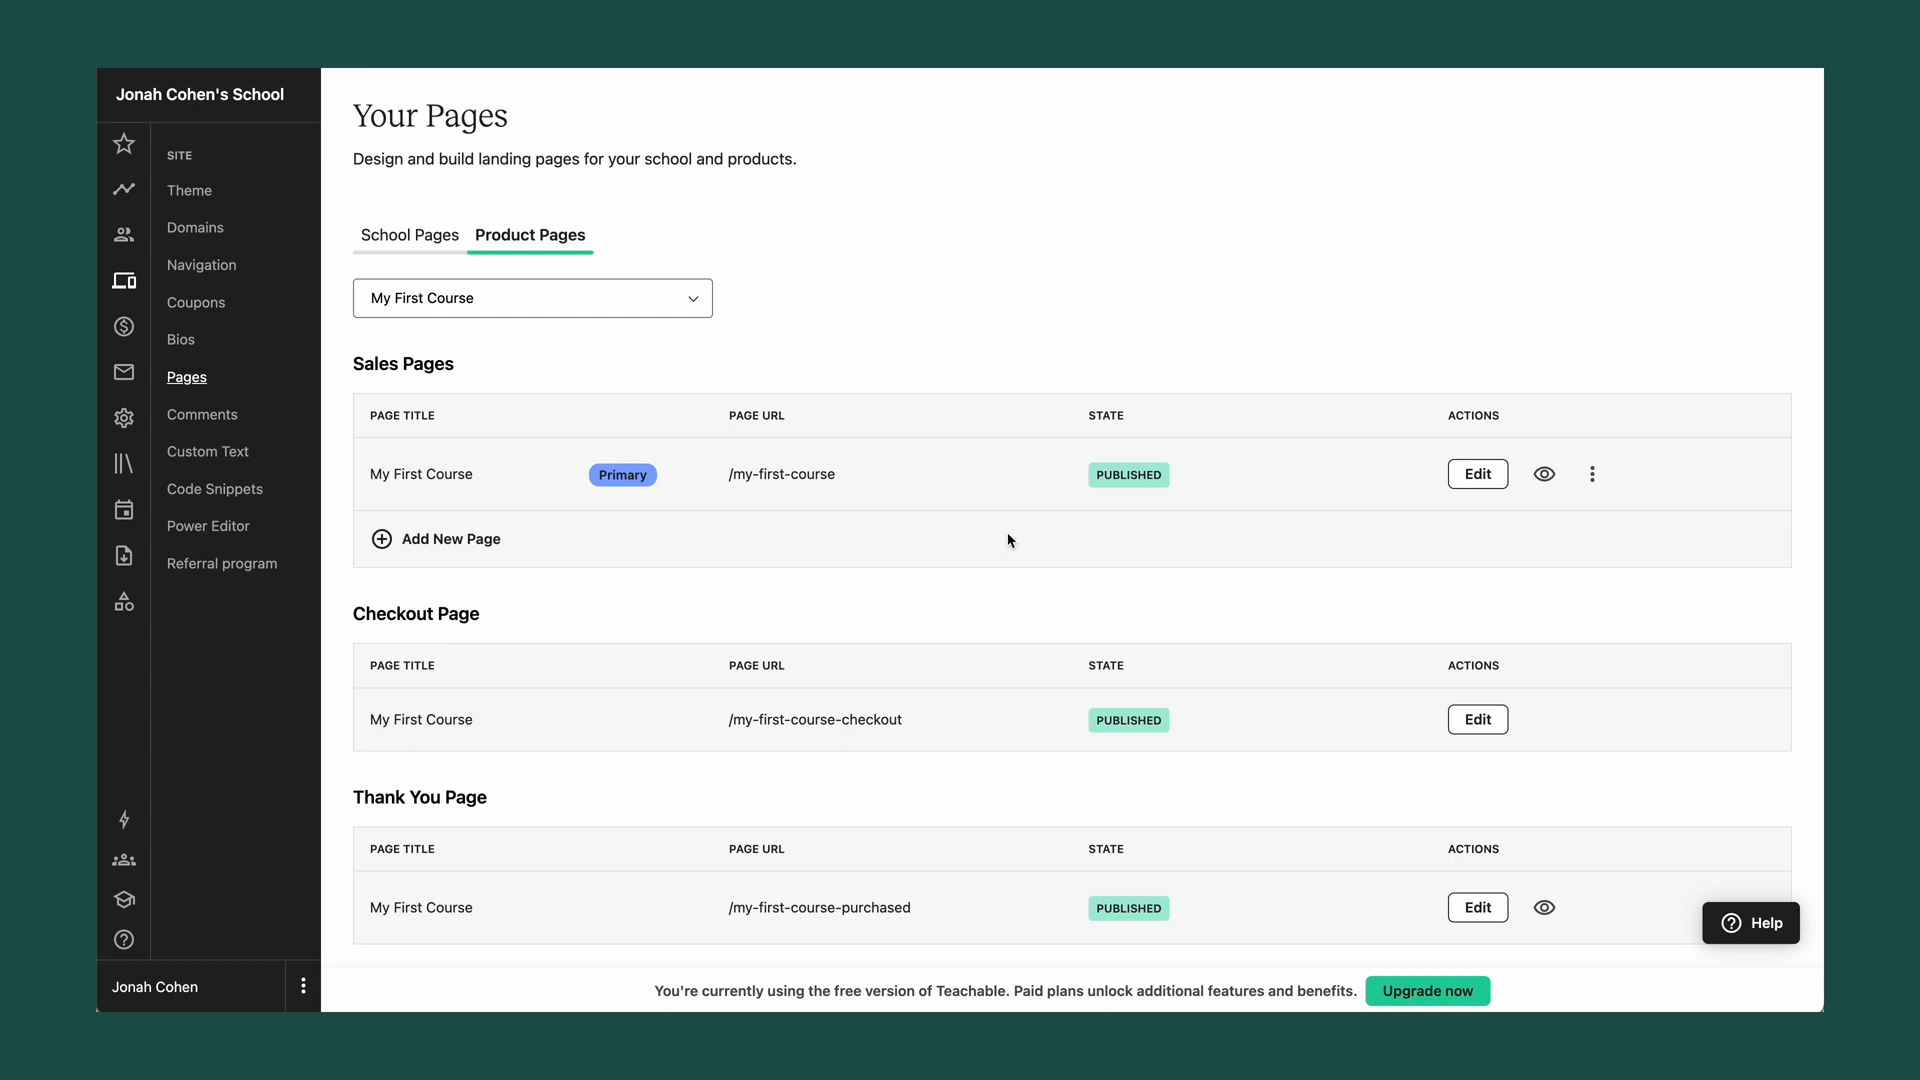 Jonah Cohen's School
SITE
Theme
Domains
Navigation
Coupons
Bios
Pages
Comments
Custom Text
Code Snippets
Power Editor
Referral program
Jonah Cohen
Your Pages
Design and build landing pages for your school and products.
School Pages Product Pages
My First Course
Sales Pages
PAGE TITLE PAGE URL STATE ACTIONS
My First Course Primary /my-first-course PUBLISHED Edit
Add New Page
Checkout Page
PAGE TITLE PAGE URL STATE ACTIONS
My First Course /my-first-course-checkout PUBLISHED Edit
Thank You Page
PAGE TITLE PAGE URL STATE ACTIONS
My First Course /my-first-course-purchased PUBLISHED Edit
Help
You're currently using the free version of Teachable. Paid plans unlock additional features and benefits. Upgrade now